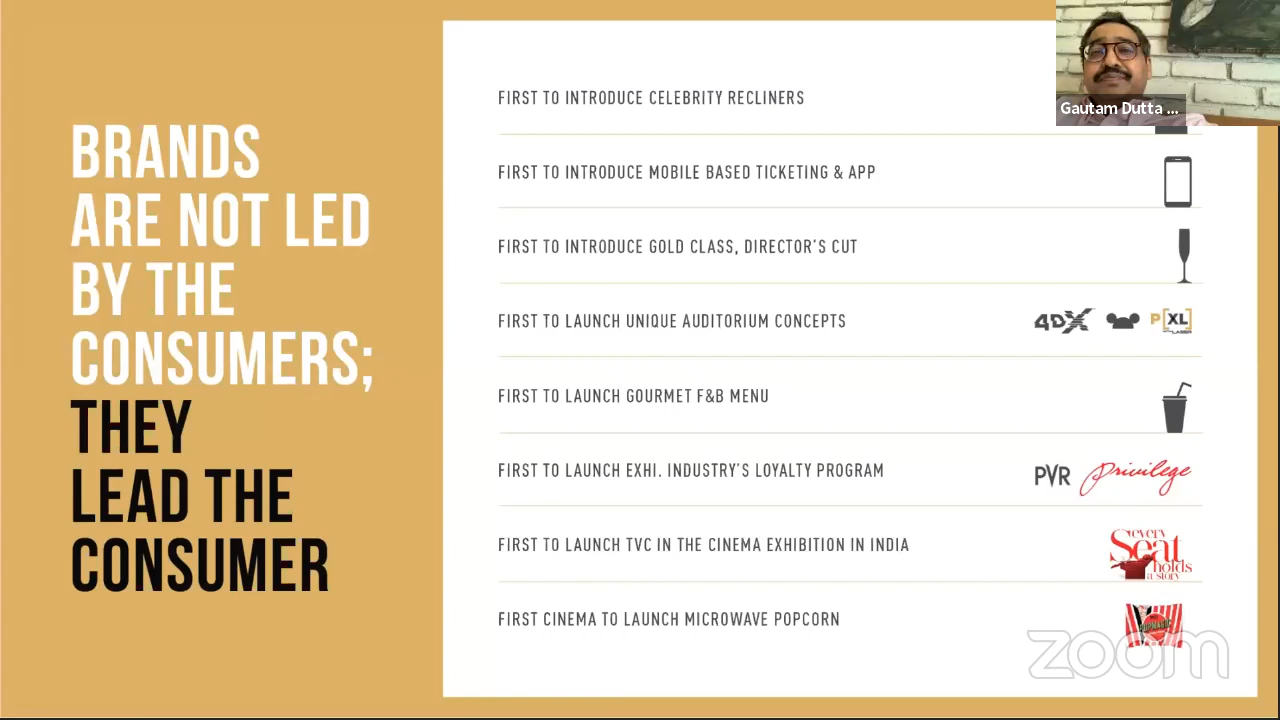 BRANDS
ARE NOT LED
BY THE
CONSUMERS;
THEY
LEAD THE
CONSUMER
FIRST TO INTRODUCE CELEBRITY RECLINERS
FIRST TO INTRODUCE MOBILE BASED TICKETING & APP
FIRST TO INTRODUCE GOLD CLASS, DIRECTOR'S CUT
FIRST TO LAUNCH UNIQUE AUDITORIUM CONCEPTS
4DX P[XL]
FIRST TO LAUNCH GOURMET F&B MENU
FIRST TO LAUNCH EXHI. INDUSTRY'S LOYALTY PROGRAM
PVR Privilege
FIRST TO LAUNCH TVC IN THE CINEMA EXHIBITION IN INDIA
every
Seat
holds
a story
FIRST CINEMA TO LAUNCH MICROWAVE POPCORN
Gautam Dutta ...
zoom